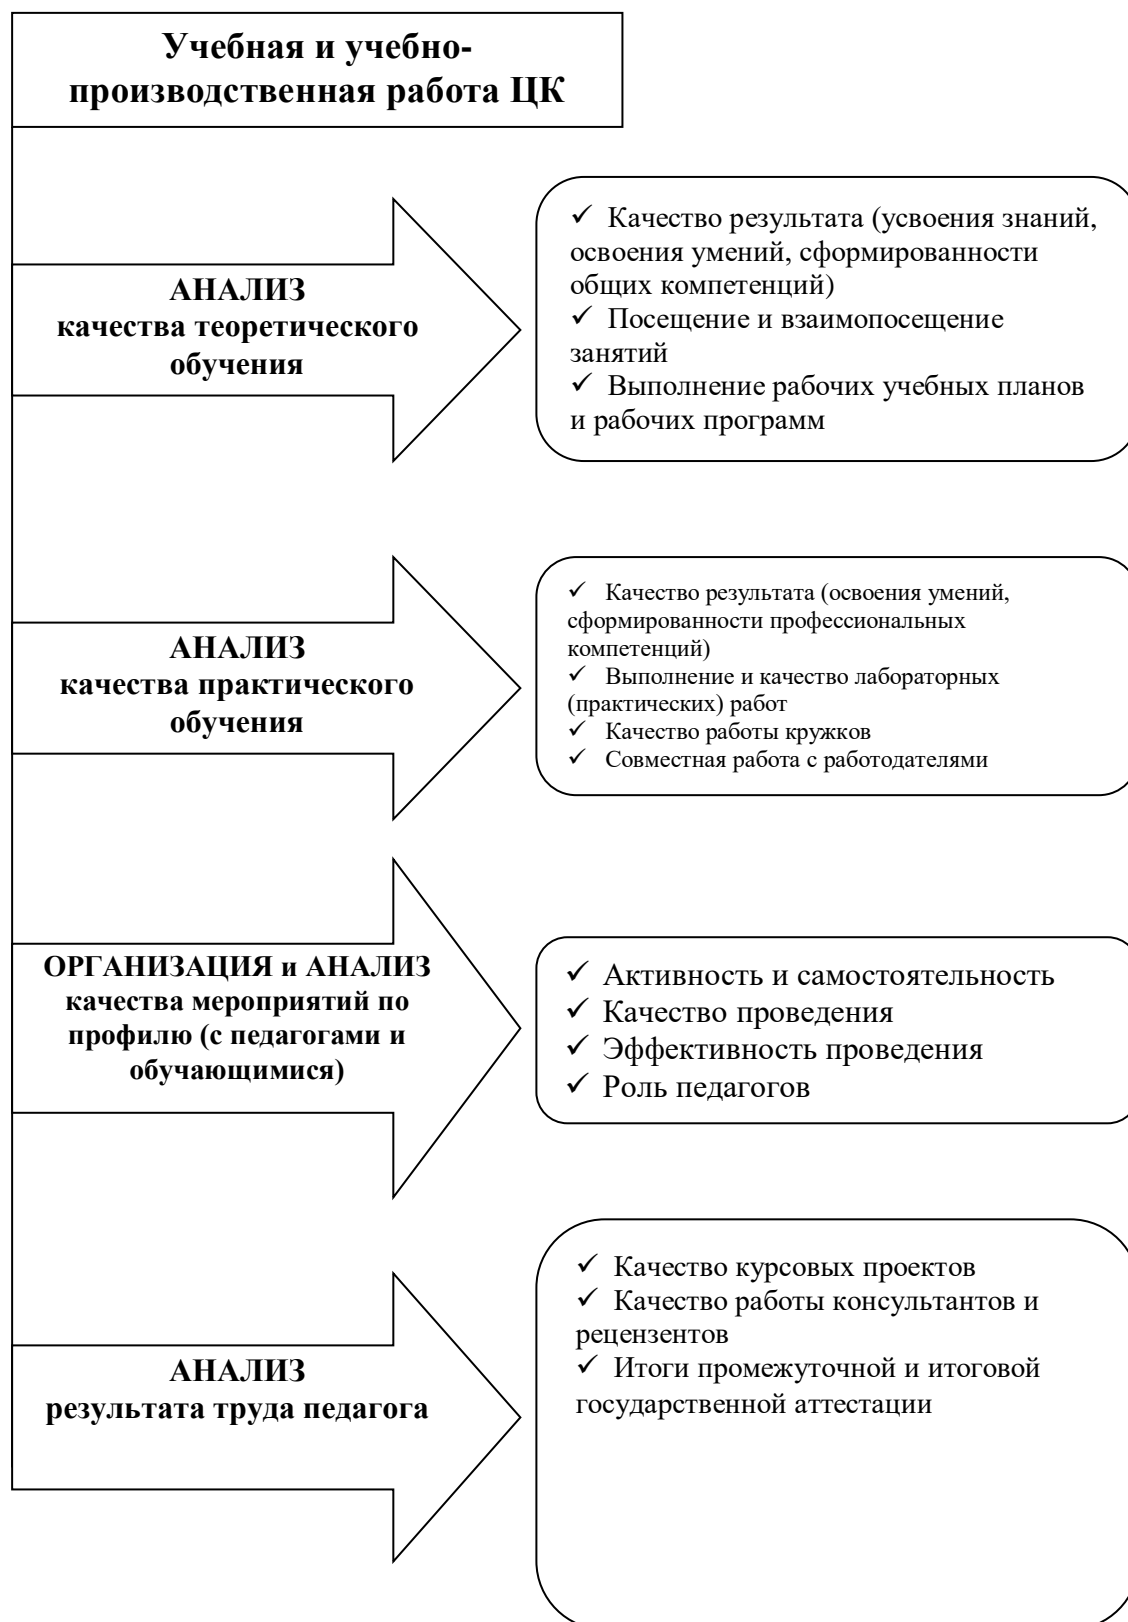 Учебная и учебно-
производственная работа ЦК
АНАЛИЗ
качества теоретического
обучения
✓ Качество результата (усвоения знаний,
освоения умений, сформированности
общих компетенций)
✓ Посещение и взаимопосещение
занятий
✓ Выполнение рабочих учебных планов
и рабочих программ
АНАЛИЗ
качества практического
обучения
✓ Качество результата (освоения умений,
сформированности профессиональных
компетенций)
✓ Выполнение и качество лабораторных
(практических) работ
✓ Качество работы кружков
✓ Совместная работа с работодателями
ОРГАНИЗАЦИЯ и АНАЛИЗ
качества мероприятий по
профилю (с педагогами и
обучающимися)
✓ Активность и самостоятельность
✓ Качество проведения
✓ Эффективность проведения
✓ Роль педагогов
АНАЛИЗ
результата труда педагога
✓ Качество курсовых проектов
✓ Качество работы консультантов и
рецензентов
✓ Итоги промежуточной и итоговой
государственной аттестации